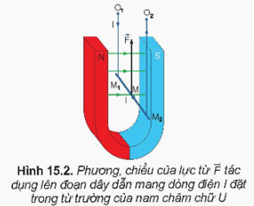 O₁
O₂
I
F
N
S
M₁
M
I
M₂
Hình 15.2. Phương, chiều của lực từ F tác
dụng lên đoạn dây dẫn mang dòng điện I đặt
trong từ trường của nam châm chữ U